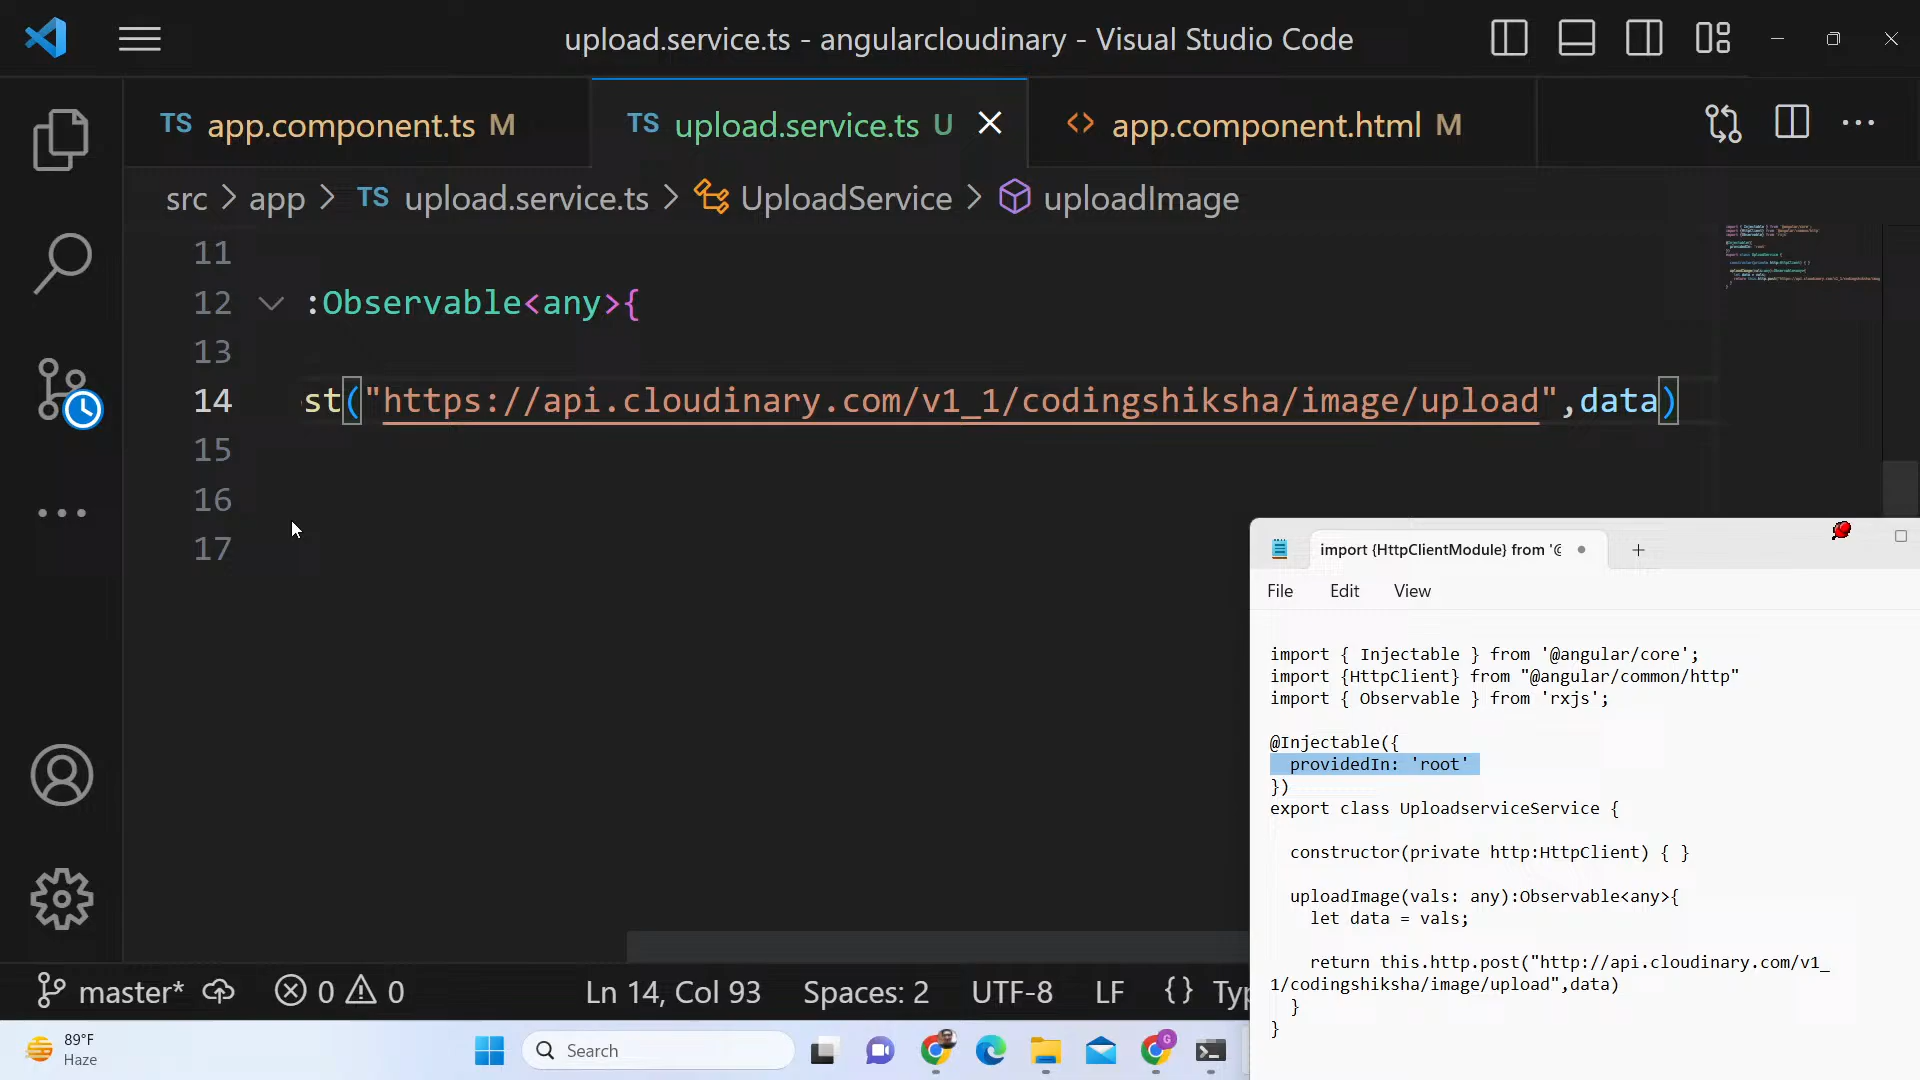 upload.service.ts - angularcloudinary - Visual Studio Code
TS app.component.ts M
TS upload.service.ts U
<> app.component.html M
src > app > TS upload.service.ts > UploadService > uploadImage
11
12 :Observable<any>{
13
14 st("https://api.cloudinary.com/v1_1/codingshiksha/image/upload",data)
15
16
17
import {HttpClientModule} from '@
File Edit View
import { Injectable } from '@angular/core';
import {HttpClient} from "@angular/common/http"
import { Observable } from 'rxjs';
@Injectable({
providedIn: 'root'
})
export class UploadserviceService {
constructor(private http:HttpClient) { }
uploadImage(vals: any):Observable<any>{
let data = vals;
return this.http.post("http://api.cloudinary.com/v1_
1/codingshiksha/image/upload",data)
}
}
master* 0 0 Ln 14, Col 93 Spaces: 2 UTF-8 LF {} Typ
89°F
Haze
Search
G